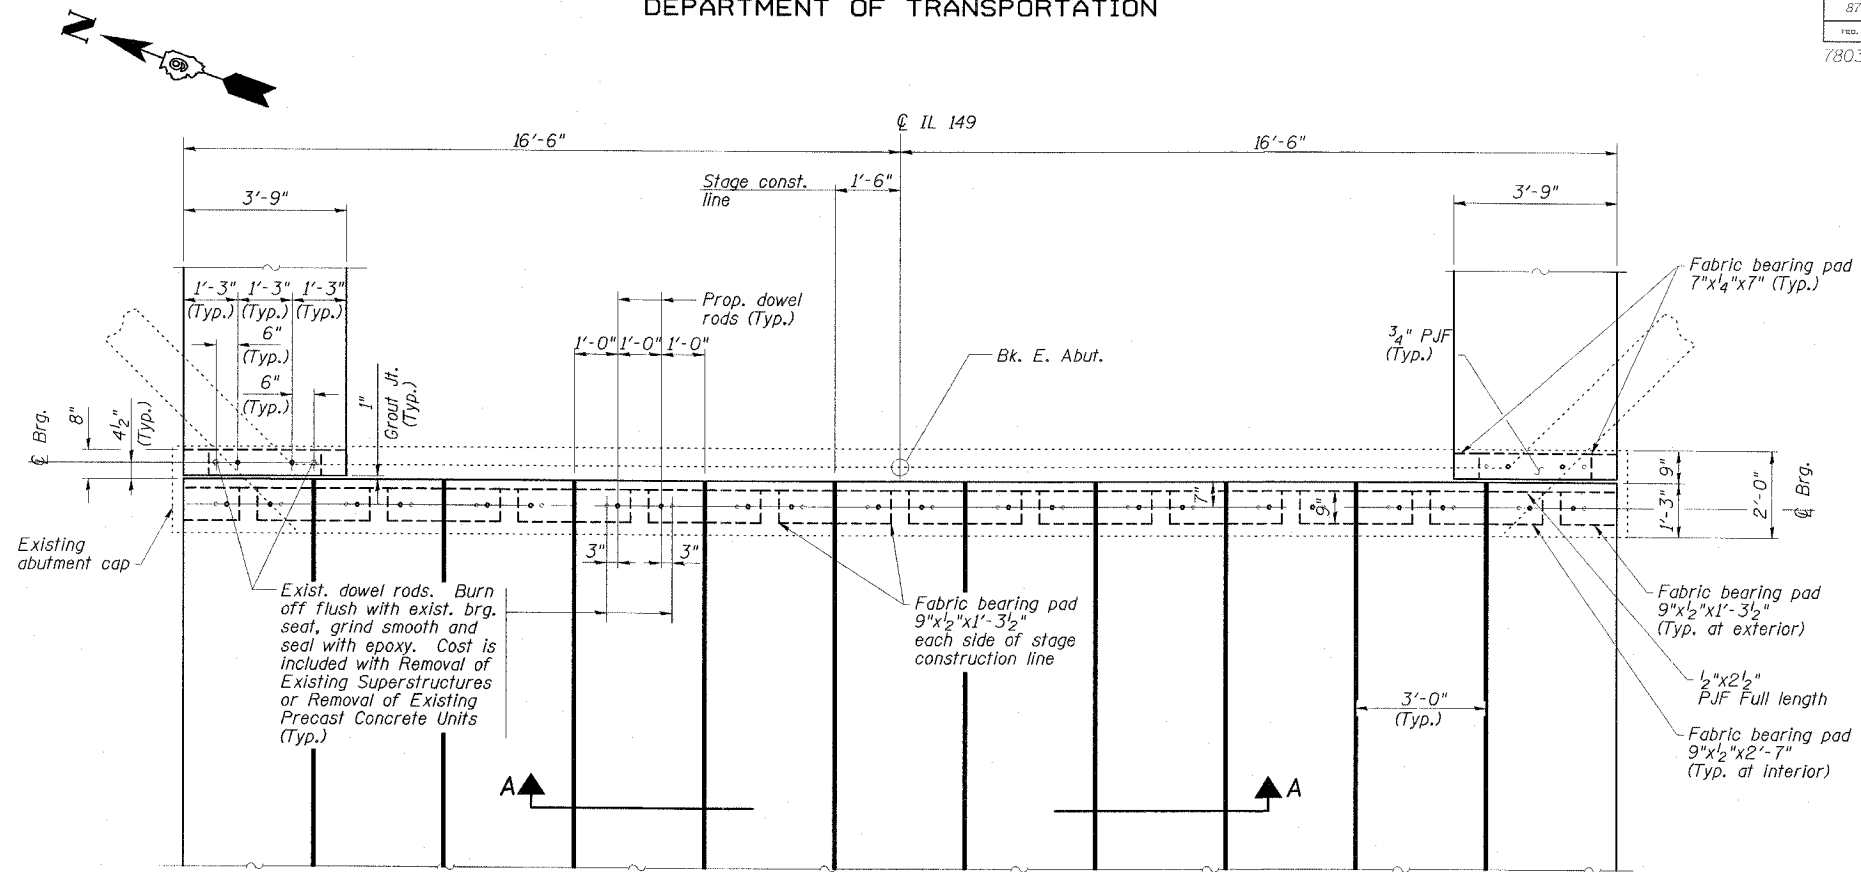 DEPARTMENT OF TRANSPORTATION
87
FED.
7803
N
℄ IL 149
16'-6"
16'-6"
Stage const.
line
1'-6"
3'-9"
3'-9"
Fabric bearing pad
7"x¼"x7" (Typ.)
1'-3"
(Typ.)
1'-3"
(Typ.)
1'-3"
(Typ.)
Prop. dowel
rods (Typ.)
6"
(Typ.)
¾" PJF
(Typ.)
1'-0"
1'-0"
1'-0"
Bk. E. Abut.
6"
(Typ.)
1"
Grout Jt.
(Typ.)
℄ Brg.
8"
4½"
(Typ.)
7"
9"
9"
1'-3"
2'-0"
℄ Brg.
Existing
abutment cap
3"
3"
Exist. dowel rods. Burn
off flush with exist. brg.
seat, grind smooth and
seal with epoxy. Cost is
included with Removal of
Existing Superstructures
or Removal of Existing
Precast Concrete Units
(Typ.)
Fabric bearing pad
9"x½"x1'-3½"
each side of stage
construction line
Fabric bearing pad
9"x½"x1'-3½"
(Typ. at exterior)
½"x2½"
PJF Full length
3'-0"
(Typ.)
Fabric bearing pad
9"x½"x2'-7"
(Typ. at interior)
A
A